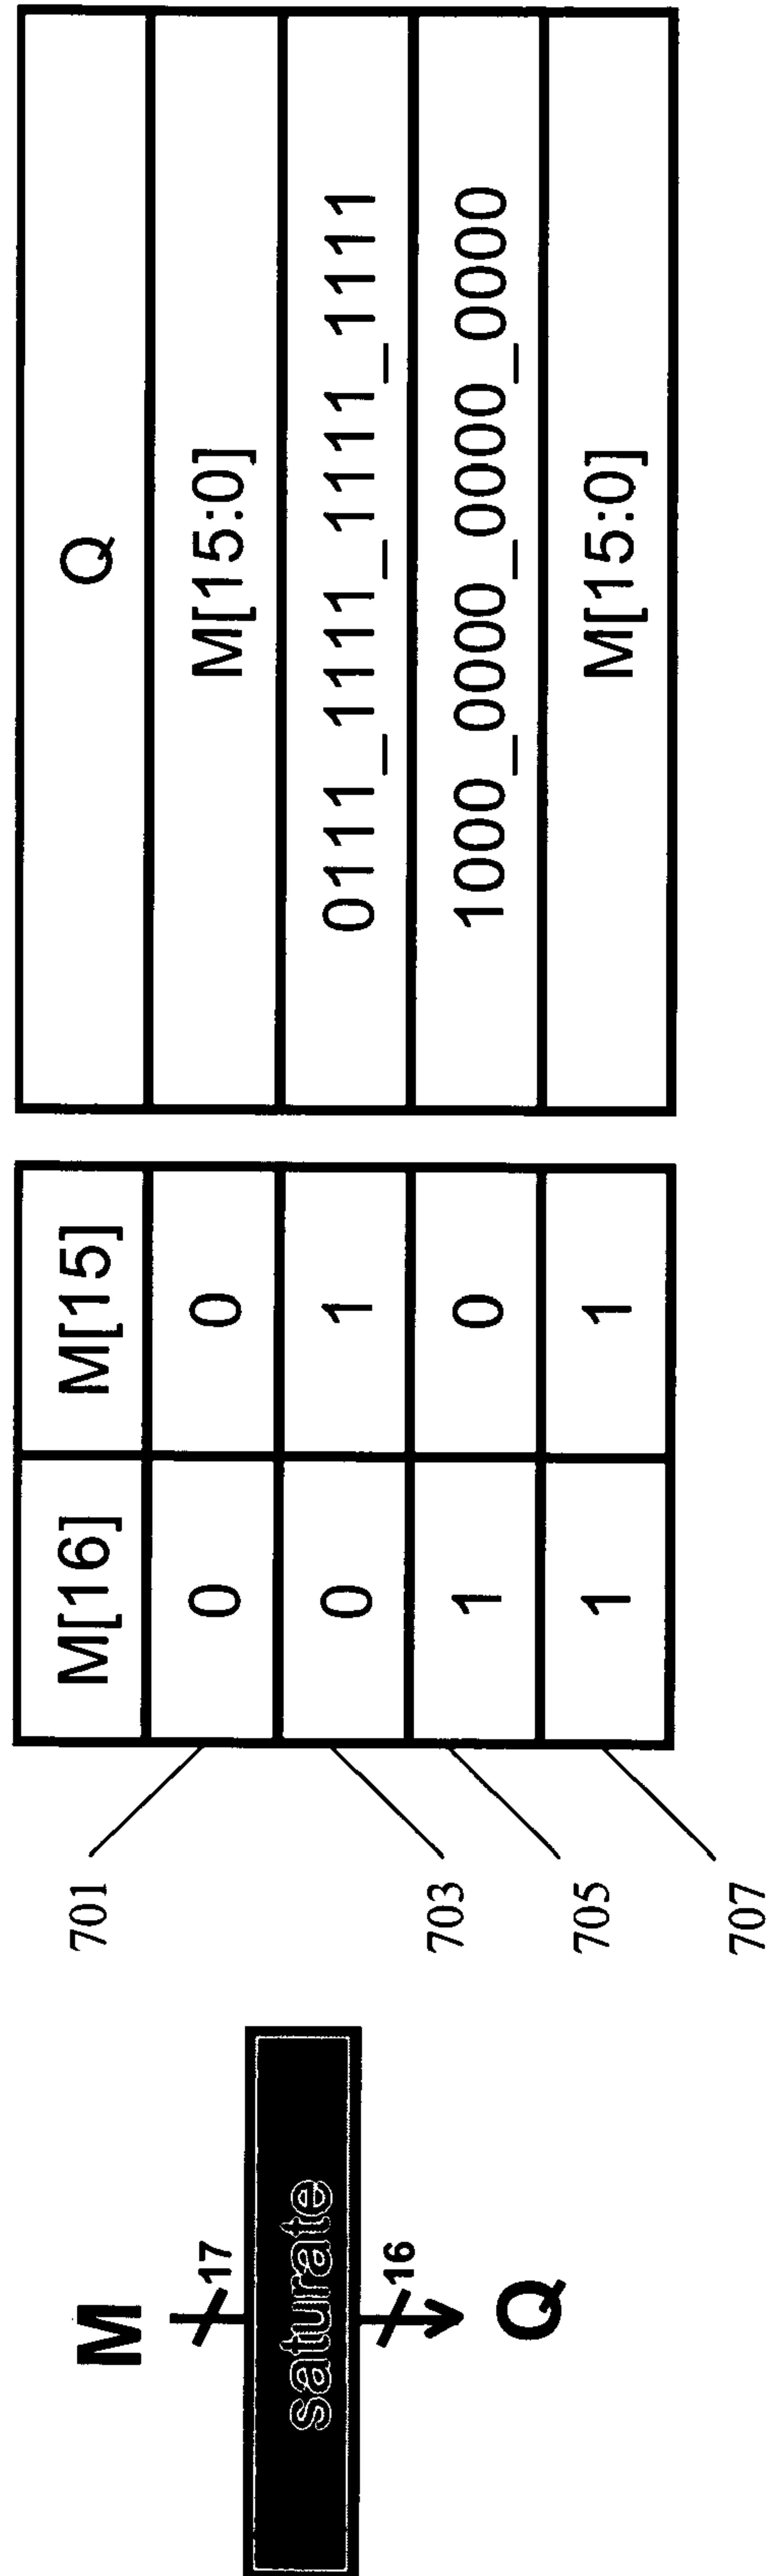 M
17
saturate
16
Q
M[16] M[15] Q
701 0 0 M[15:0]
703 0 1 0111_1111_1111_1111
705 1 0 1000_0000_0000_0000
707 1 1 M[15:0]